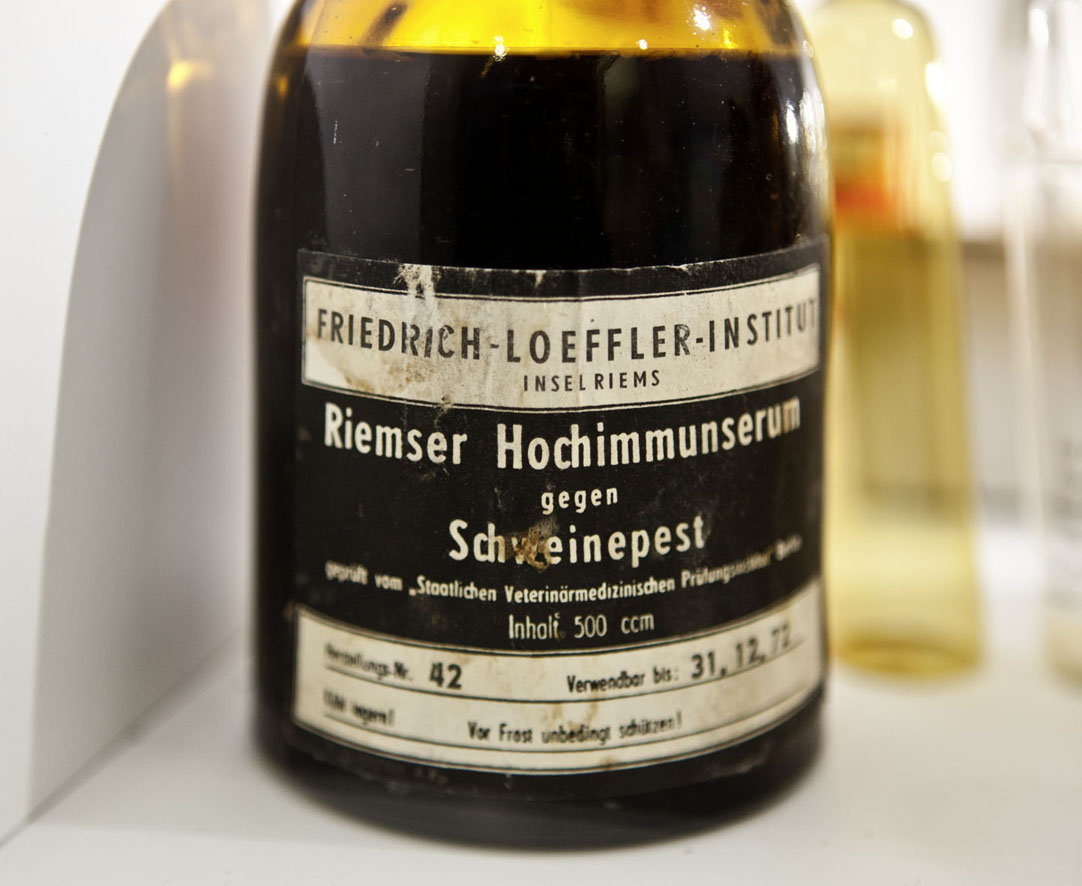 FRIEDRICH-LOEFFLER-INSTITUT
INSEL RIEMS
Riemser Hochimmunserum
gegen
Schweinepest
geprüft vom „Staatlichen Veterinärmedizinischen Prüfungsinstitut" Berlin
Inhalt 500 ccm
Herstellungs-Nr. 42 Verwendbar bis: 31.12.72
Kühl lagern! Vor Frost unbedingt schützen!